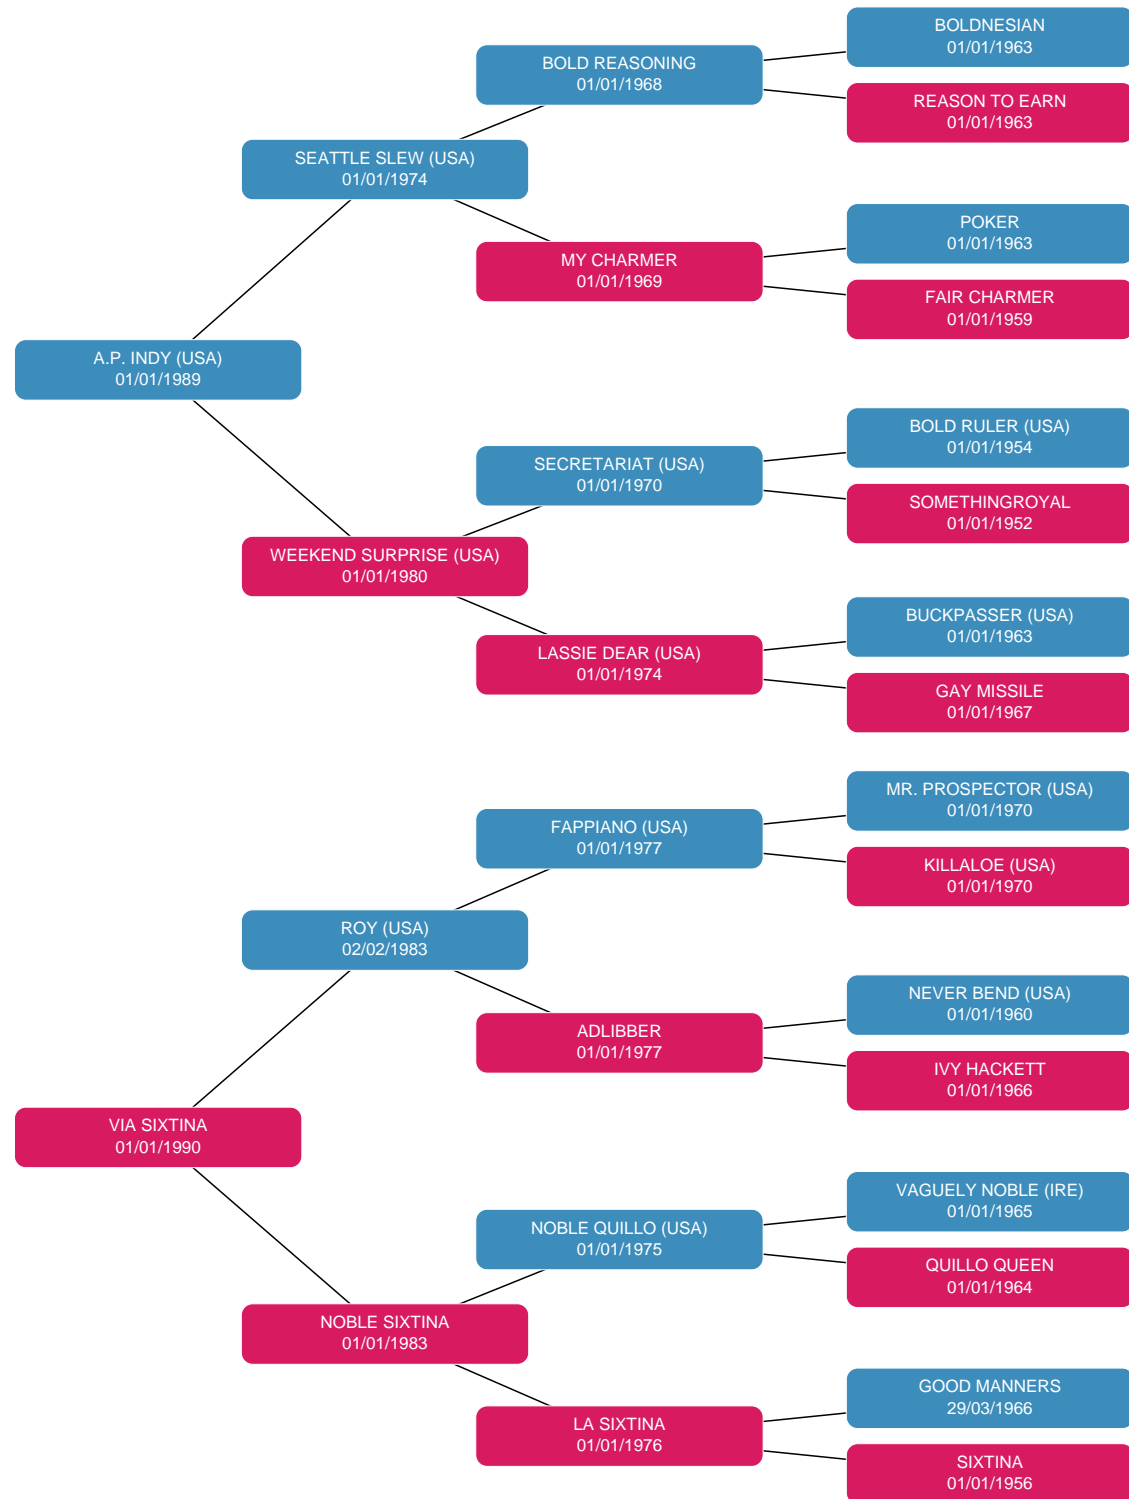 BOLDNESIAN
01/01/1963
BOLD REASONING
01/01/1968
REASON TO EARN
01/01/1963
SEATTLE SLEW (USA)
01/01/1974
POKER
01/01/1963
MY CHARMER
01/01/1969
FAIR CHARMER
01/01/1959
A.P. INDY (USA)
01/01/1989
BOLD RULER (USA)
01/01/1954
SECRETARIAT (USA)
01/01/1970
SOMETHINGROYAL
01/01/1952
WEEKEND SURPRISE (USA)
01/01/1980
BUCKPASSER (USA)
01/01/1963
LASSIE DEAR (USA)
01/01/1974
GAY MISSILE
01/01/1967
MR. PROSPECTOR (USA)
01/01/1970
FAPPIANO (USA)
01/01/1977
KILLALOE (USA)
01/01/1970
ROY (USA)
02/02/1983
NEVER BEND (USA)
01/01/1960
ADLIBBER
01/01/1977
IVY HACKETT
01/01/1966
VIA SIXTINA
01/01/1990
VAGUELY NOBLE (IRE)
01/01/1965
NOBLE QUILLO (USA)
01/01/1975
QUILLO QUEEN
01/01/1964
NOBLE SIXTINA
01/01/1983
GOOD MANNERS
29/03/1966
LA SIXTINA
01/01/1976
SIXTINA
01/01/1956